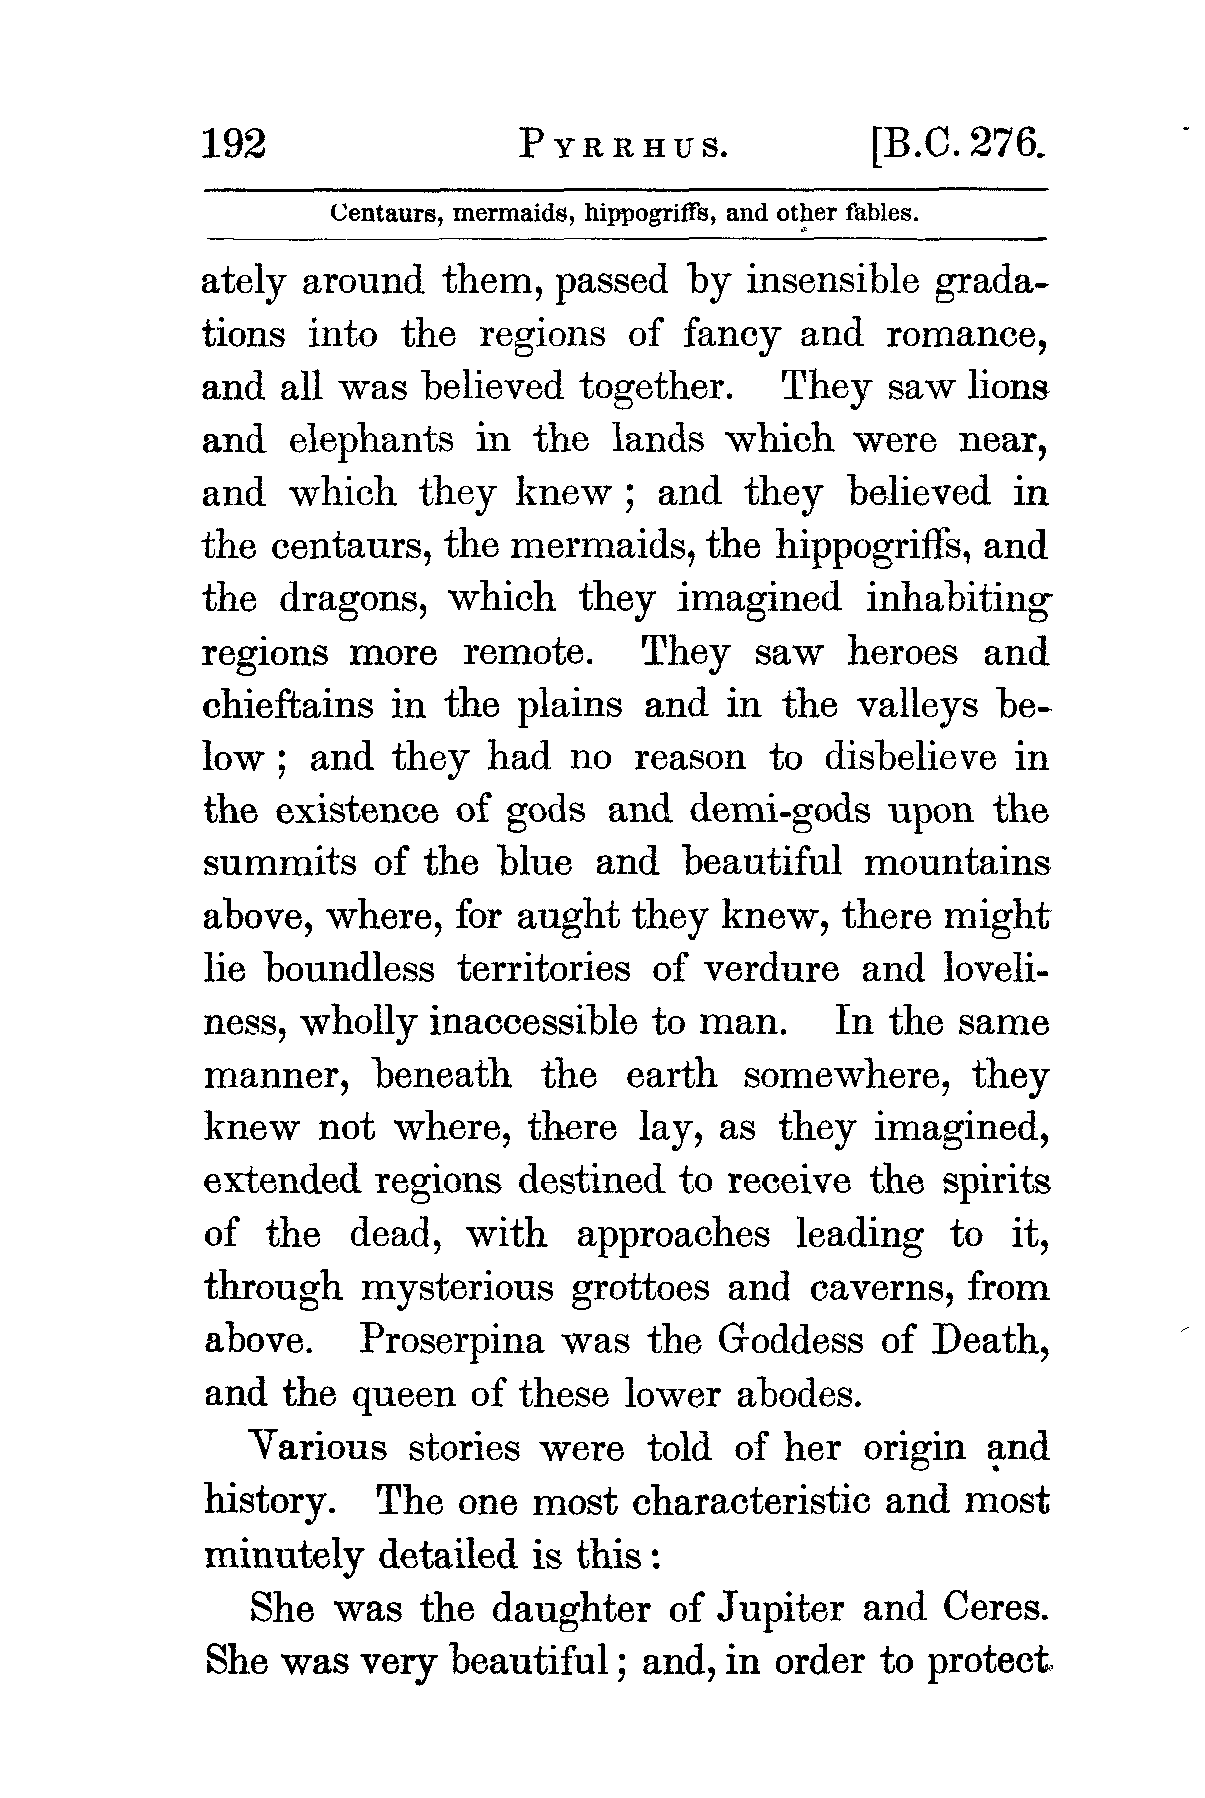 192 PYRRHUS. [B.C. 276.
Centaurs, mermaids, hippogriffs, and other fables.
ately around them, passed by insensible grada-
tions into the regions of fancy and romance,
and all was believed together. They saw lions
and elephants in the lands which were near,
and which they knew ; and they believed in
the centaurs, the mermaids, the hippogriffs, and
the dragons, which they imagined inhabiting
regions more remote. They saw heroes and
chieftains in the plains and in the valleys be-
low ; and they had no reason to disbelieve in
the existence of gods and demi-gods upon the
summits of the blue and beautiful mountains
above, where, for aught they knew, there might
lie boundless territories of verdure and loveli-
ness, wholly inaccessible to man. In the same
manner, beneath the earth somewhere, they
knew not where, there lay, as they imagined,
extended regions destined to receive the spirits
of the dead, with approaches leading to it,
through mysterious grottoes and caverns, from
above. Proserpina was the Goddess of Death,
and the queen of these lower abodes.
Various stories were told of her origin and
history. The one most characteristic and most
minutely detailed is this :
She was the daughter of Jupiter and Ceres.
She was very beautiful ; and, in order to protect